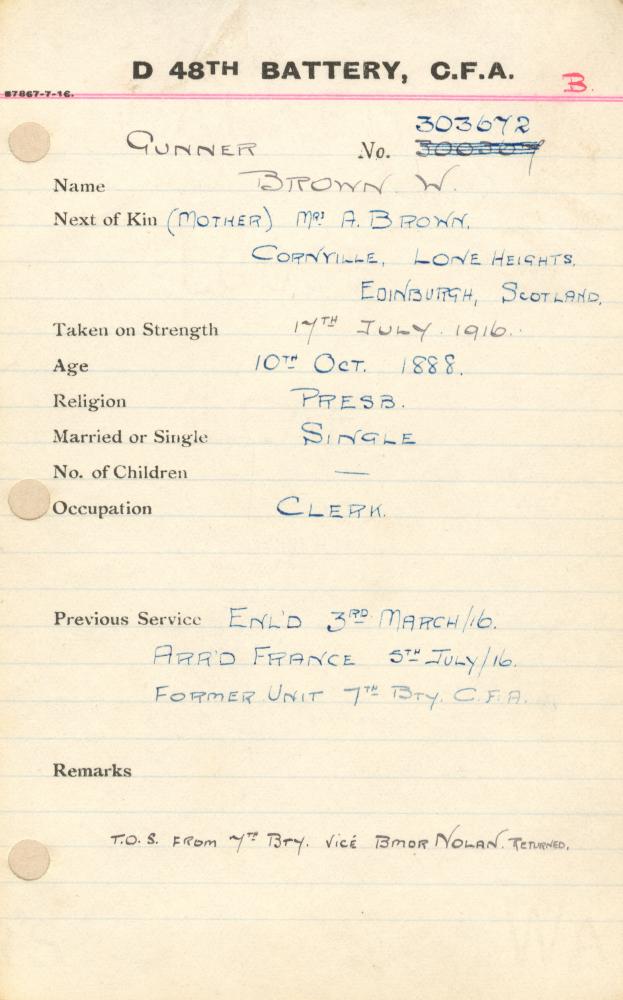 D 48TH BATTERY, C.F.A.
B.
87867-7-16.
303672
GUNNER No.
Name BROWN W.
Next of Kin (MOTHER) MRS A. BROWN.
CORNVILLE, LONE HEIGHTS.
EDINBURGH, SCOTLAND.
Taken on Strength 17TH JULY. 1916.
Age 10TH OCT. 1888.
Religion PRESB.
Married or Single SINGLE
No. of Children —
Occupation CLERK.
Previous Service ENL'D 3RD MARCH/16.
ARR'D FRANCE 5TH JULY/16.
FORMER UNIT 7TH BTY. C.F.A.
Remarks
T.O.S. FROM 7TH BTY. VICÉ BMDR NOLAN. RETURNED.